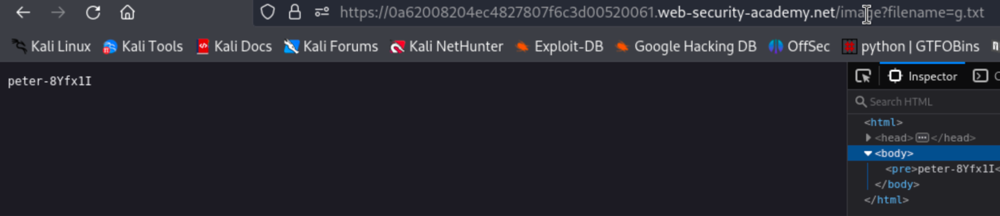 https://0a62008204ec4827807f6c3d00520061.web-security-academy.net/image?filename=g.txt
Kali Linux Kali Tools Kali Docs Kali Forums Kali NetHunter Exploit-DB Google Hacking DB OffSec python | GTFOBins
peter-8Yfx1I
Inspector
Search HTML
<html>
<head> </head>
<body>
<pre>peter-8Yfx1I<
</body>
</html>